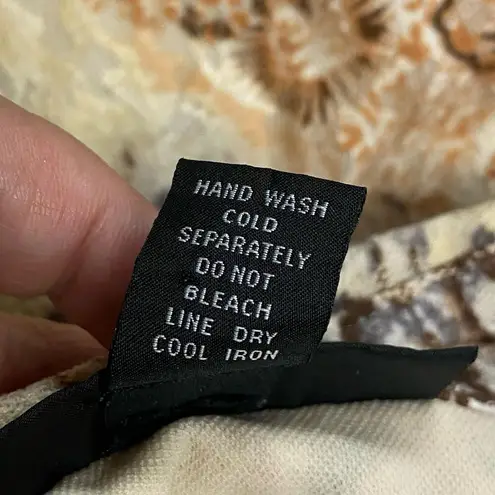 HAND WASH
COLD
SEPARATELY
DO NOT
BLEACH
LINE DRY
COOL IRON